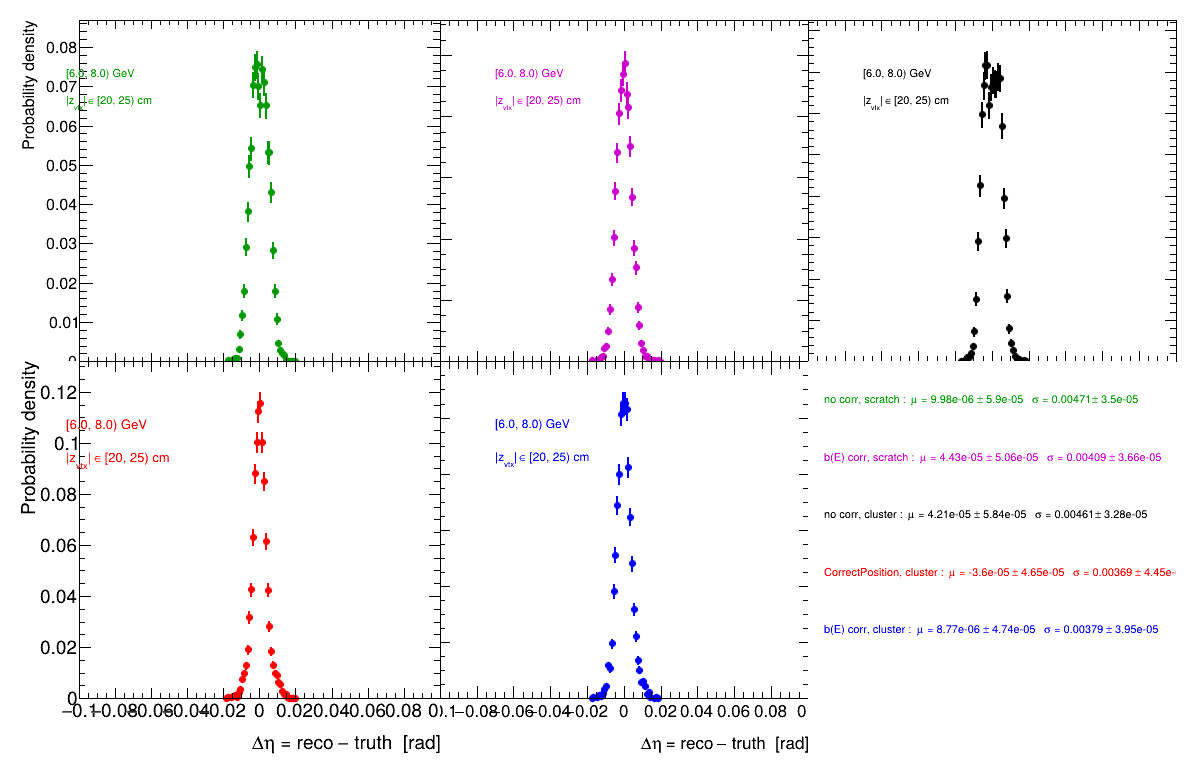 Probability density
0.08
0.07
0.06
0.05
0.04
0.03
0.02
0.01
0
[6.0, 8.0) GeV
|z_vtx| ∈ [20, 25) cm
[6.0, 8.0) GeV
|z_vtx| ∈ [20, 25) cm
[6.0, 8.0) GeV
|z_vtx| ∈ [20, 25) cm
Probability density
0.12
0.1
0.08
0.06
0.04
0.02
0
[6.0, 8.0) GeV
|z_vtx| ∈ [20, 25) cm
−0.1 −0.08 −0.06 −0.04 −0.02 0 0.02 0.04 0.06 0.08 0.1
Δη = reco − truth [rad]
[6.0, 8.0) GeV
|z_vtx| ∈ [20, 25) cm
−0.08 −0.06 −0.04 −0.02 0 0.02 0.04 0.06 0.08 0
Δη = reco − truth [rad]
no corr, scratch : μ = 9.98e-06 ± 5.9e-05 σ = 0.00471 ± 3.5e-05
b(E) corr, scratch : μ = 4.43e-05 ± 5.06e-05 σ = 0.00409 ± 3.66e-05
no corr, cluster : μ = 4.21e-05 ± 5.84e-05 σ = 0.00461 ± 3.28e-05
CorrectPosition, cluster : μ = -3.6e-05 ± 4.65e-05 σ = 0.00369 ± 4.45e-
b(E) corr, cluster : μ = 8.77e-06 ± 4.74e-05 σ = 0.00379 ± 3.95e-05